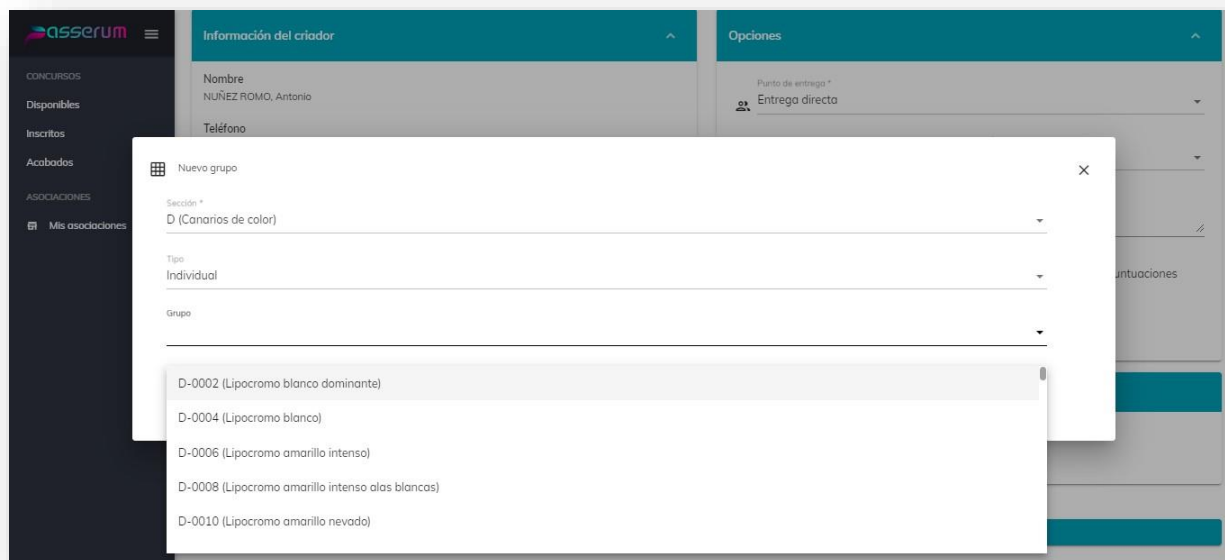 asserum
CONCURSOS
Disponibles
Inscritos
Acabados
ASOCIACIONES
Mis asociaciones
Información del criador
Nombre
NUÑEZ ROMO, Antonio
Teléfono
Opciones
Punto de entrega *
Entrega directa
untuaciones
Nuevo grupo
Sección *
D (Canarios de color)
Tipo
Individual
Grupo
D-0002 (Lipocromo blanco dominante)
D-0004 (Lipocromo blanco)
D-0006 (Lipocromo amarillo intenso)
D-0008 (Lipocromo amarillo intenso alas blancas)
D-0010 (Lipocromo amarillo nevado)